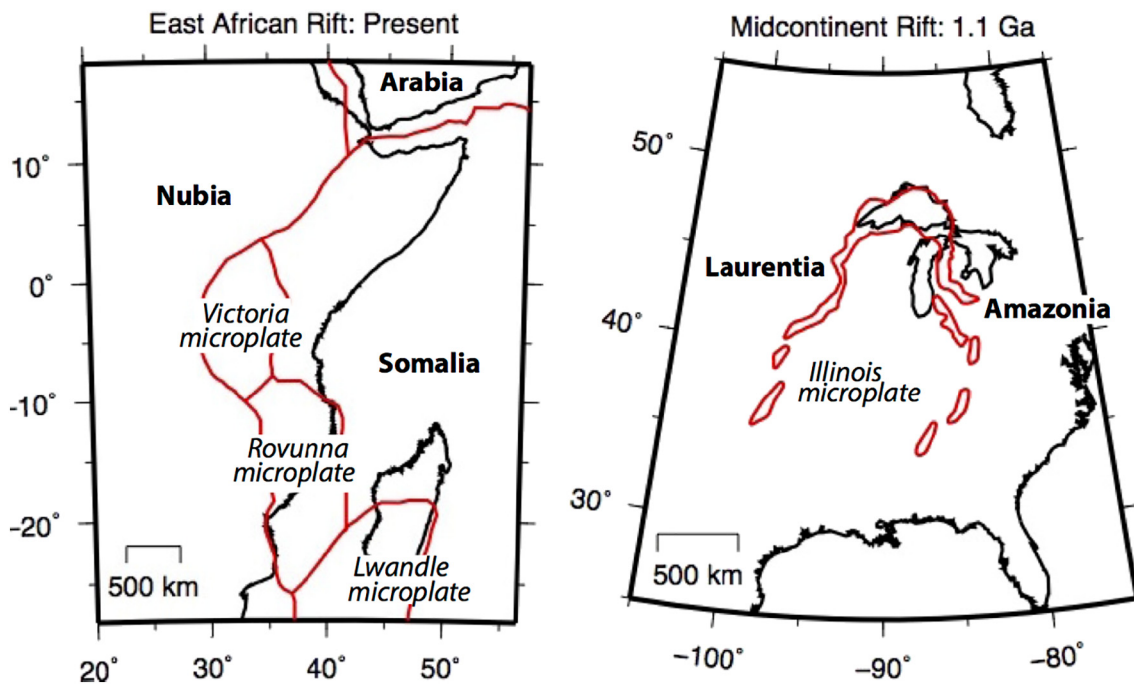 East African Rift: Present
Arabia
Nubia
Victoria
microplate
Somalia
Rovunna
microplate
Lwandle
microplate
500 km
10˚
0˚
-10˚
-20˚
20˚
30˚
40˚
50˚
Midcontinent Rift: 1.1 Ga
Laurentia
Amazonia
Illinois
microplate
500 km
50˚
40˚
30˚
-100˚
-90˚
-80˚